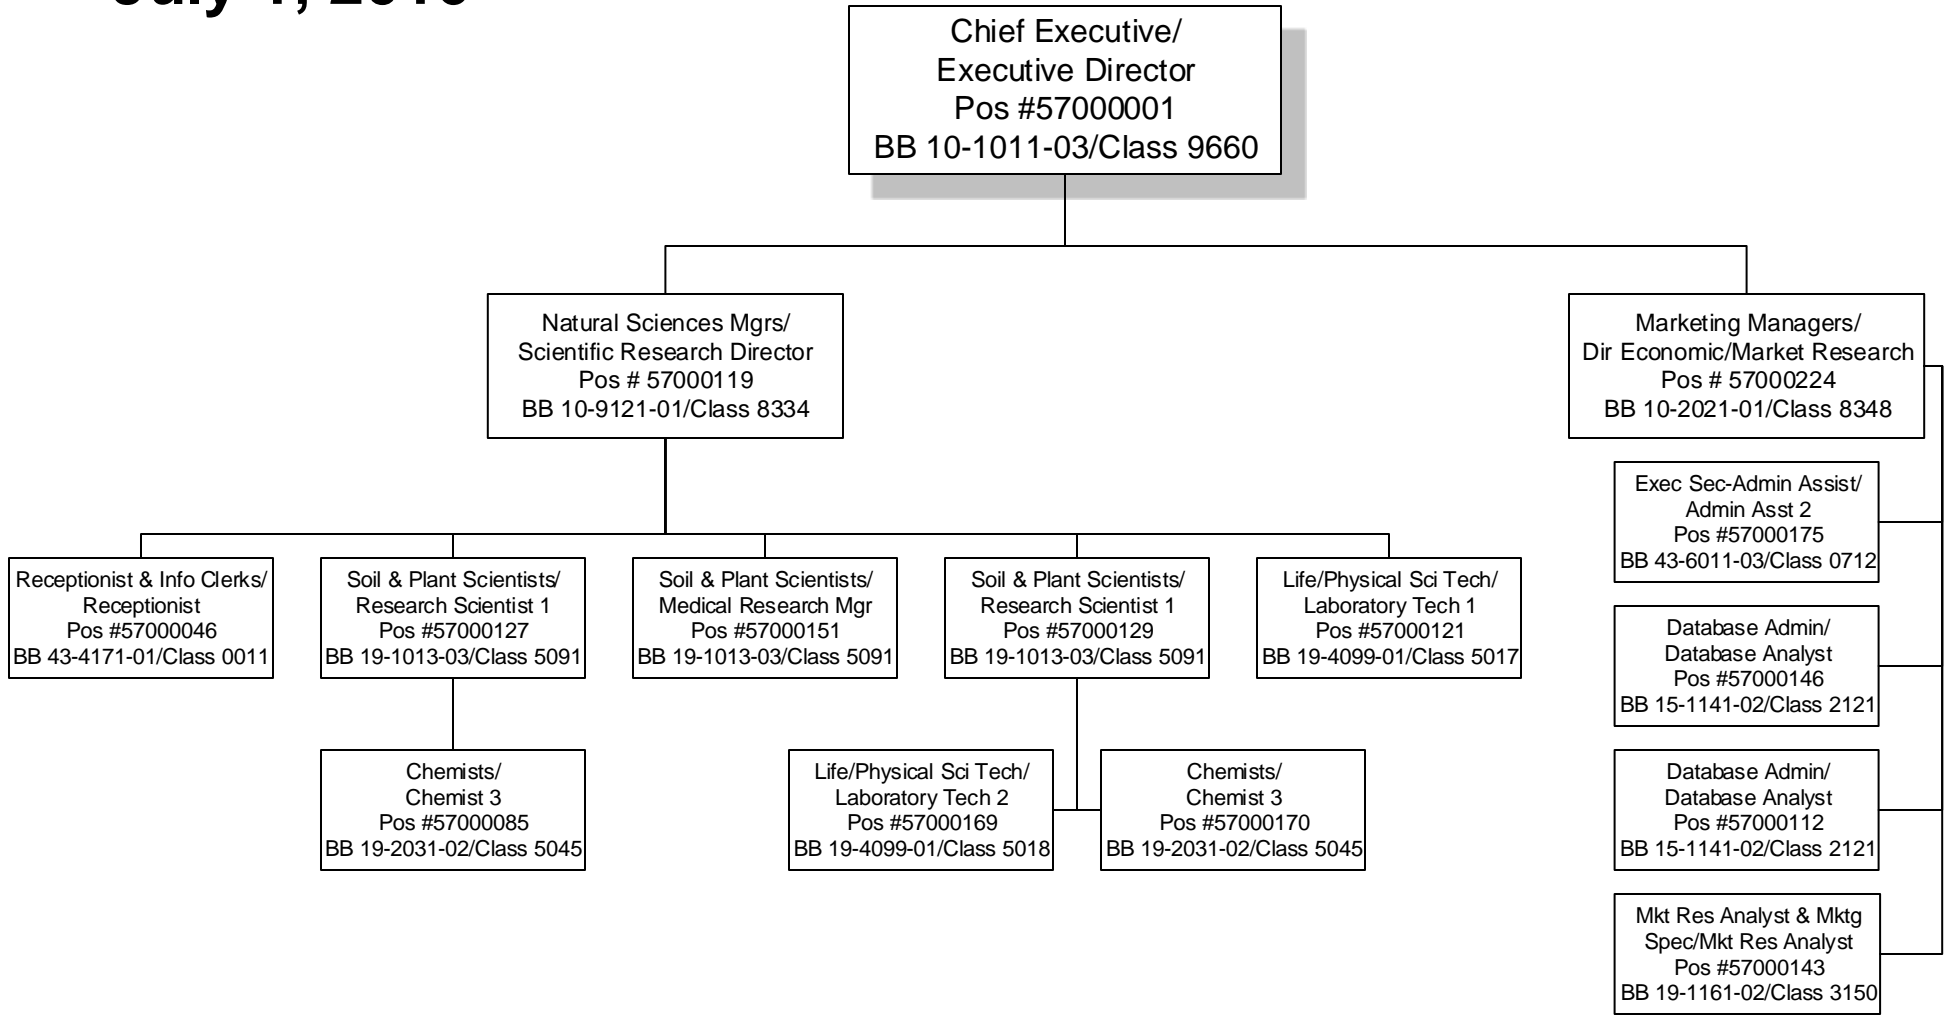 Chief Executive/
Executive Director
Pos #57000001
BB 10-1011-03/Class 9660
Natural Sciences Mgrs/
Scientific Research Director
Pos # 57000119
BB 10-9121-01/Class 8334
Marketing Managers/
Dir Economic/Market Research
Pos # 57000224
BB 10-2021-01/Class 8348
Exec Sec-Admin Assist/
Admin Asst 2
Pos #57000175
BB 43-6011-03/Class 0712
Receptionist & Info Clerks/
Receptionist
Pos #57000046
BB 43-4171-01/Class 0011
Soil & Plant Scientists/
Research Scientist 1
Pos #57000127
BB 19-1013-03/Class 5091
Soil & Plant Scientists/
Medical Research Mgr
Pos #57000151
BB 19-1013-03/Class 5091
Soil & Plant Scientists/
Research Scientist 1
Pos #57000129
BB 19-1013-03/Class 5091
Life/Physical Sci Tech/
Laboratory Tech 1
Pos #57000121
BB 19-4099-01/Class 5017
Database Admin/
Database Analyst
Pos #57000146
BB 15-1141-02/Class 2121
Chemists/
Chemist 3
Pos #57000085
BB 19-2031-02/Class 5045
Life/Physical Sci Tech/
Laboratory Tech 2
Pos #57000169
BB 19-4099-01/Class 5018
Chemists/
Chemist 3
Pos #57000170
BB 19-2031-02/Class 5045
Database Admin/
Database Analyst
Pos #57000112
BB 15-1141-02/Class 2121
Mkt Res Analyst & Mktg
Spec/Mkt Res Analyst
Pos #57000143
BB 19-1161-02/Class 3150